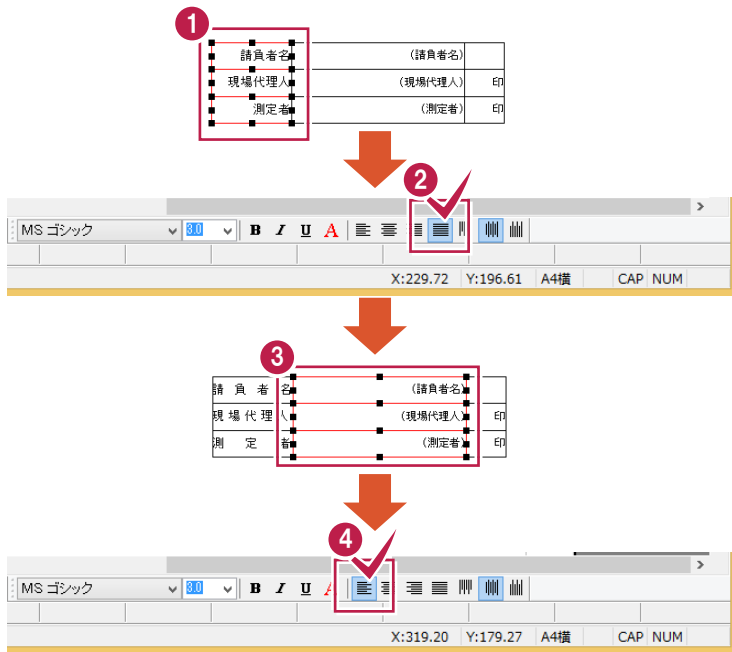 1
請負者名 (請負者名)
現場代理人 (現場代理人) 印
測定者 (測定者) 印
2
MS ゴシック 3.0 B I U A
X:229.72 Y:196.61 A4横 CAP NUM
3
請負者名 (請負者名)
現場代理人 (現場代理人) 印
測定者 (測定者) 印
4
MS ゴシック 3.0 B I U A
X:319.20 Y:179.27 A4横 CAP NUM